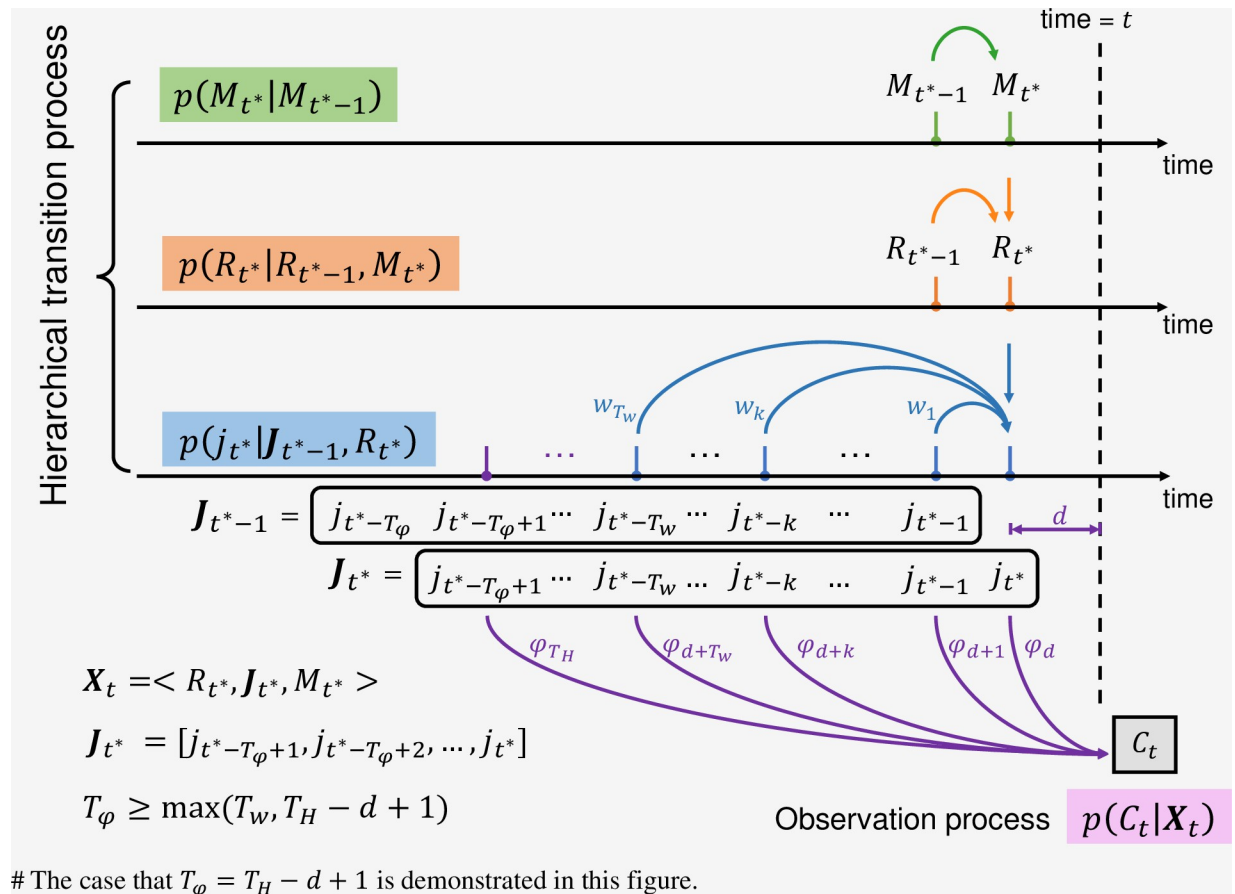 time = t
Hierarchical transition process
p(M_{t*}|M_{t*−1})
M_{t*−1} M_{t*}
time
p(R_{t*}|R_{t*−1}, M_{t*})
R_{t*−1} R_{t*}
time
w_{T_w} w_k w_1
p(j_{t*}|J_{t*−1}, R_{t*})
... ... ...
time
J_{t*−1} = j_{t*−T_φ} j_{t*−T_φ+1} ... j_{t*−T_w} ... j_{t*−k} ... j_{t*−1}
d
J_{t*} = j_{t*−T_φ+1} ... j_{t*−T_w} ... j_{t*−k} ... j_{t*−1} j_{t*}
φ_{T_H} φ_{d+T_w} φ_{d+k} φ_{d+1} φ_d
X_t =< R_{t*}, J_{t*}, M_{t*} >
J_{t*} = [j_{t*−T_φ+1}, j_{t*−T_φ+2}, ... , j_{t*}]
C_t
T_φ ≥ max(T_w, T_H − d + 1)
Observation process p(C_t|X_t)
# The case that T_φ = T_H − d + 1 is demonstrated in this figure.